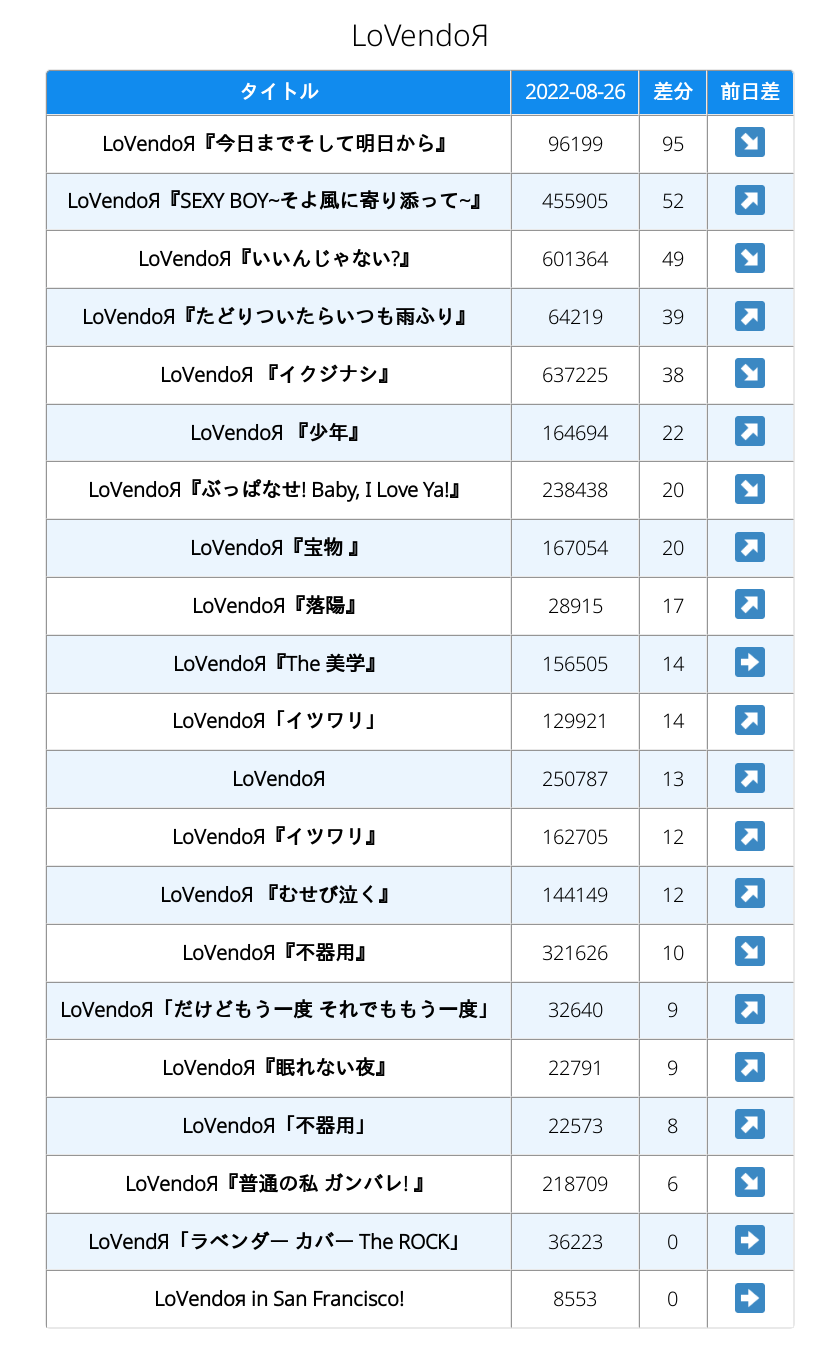 LoVendoЯ
タイトル 2022-08-26 差分 前日差
LoVendoЯ『今日までそして明日から』 96199 95 ↘
LoVendoЯ『SEXY BOY~そよ風に寄り添って~』 455905 52 ↗
LoVendoЯ『いいんじゃない?』 601364 49 ↘
LoVendoЯ『たどりついたらいつも雨ふり』 64219 39 ↗
LoVendoЯ 『イクジナシ』 637225 38 ↘
LoVendoЯ 『少年』 164694 22 ↗
LoVendoЯ『ぶっぱなせ! Baby, I Love Ya!』 238438 20 ↘
LoVendoЯ『宝物 』 167054 20 ↗
LoVendoЯ『落陽』 28915 17 ↗
LoVendoЯ『The 美学』 156505 14 ➡
LoVendoЯ「イツワリ」 129921 14 ↗
LoVendoЯ 250787 13 ↗
LoVendoЯ『イツワリ』 162705 12 ↗
LoVendoЯ 『むせび泣く』 144149 12 ↗
LoVendoЯ『不器用』 321626 10 ↘
LoVendoЯ「だけどもう一度 それでももう一度」 32640 9 ↗
LoVendoЯ『眠れない夜』 22791 9 ↗
LoVendoЯ「不器用」 22573 8 ↗
LoVendoЯ『普通の私 ガンバレ! 』 218709 6 ↘
LoVendЯ「ラベンダー カバー The ROCK」 36223 0 ➡
LoVendoя in San Francisco! 8553 0 ➡